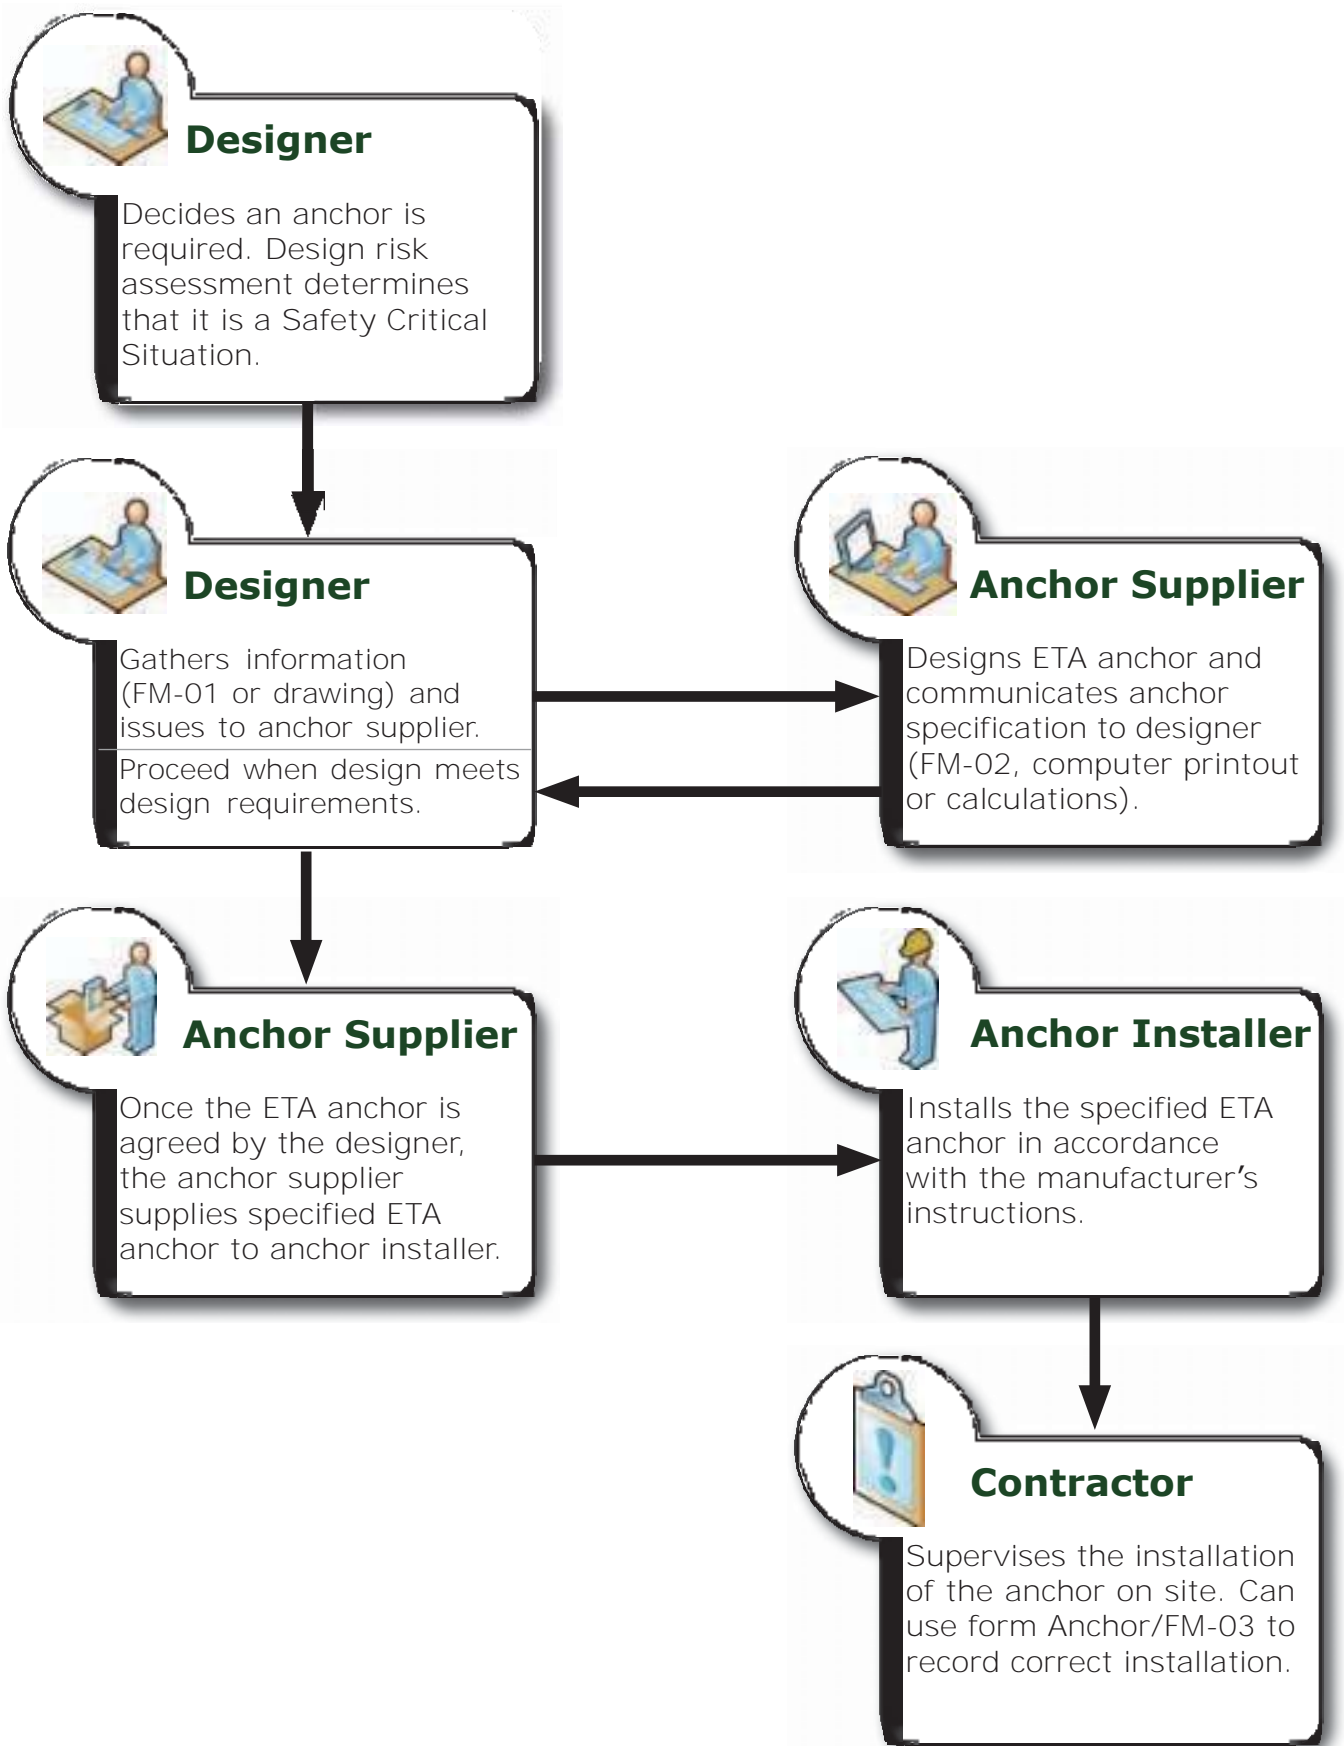 Designer
Decides an anchor is
required. Design risk
assessment determines
that it is a Safety Critical
Situation.
Designer
Gathers information
(FM-01 or drawing) and
issues to anchor supplier.
Proceed when design meets
design requirements.
Anchor Supplier
Designs ETA anchor and
communicates anchor
specification to designer
(FM-02, computer printout
or calculations).
Anchor Supplier
Once the ETA anchor is
agreed by the designer,
the anchor supplier
supplies specified ETA
anchor to anchor installer.
Anchor Installer
Installs the specified ETA
anchor in accordance
with the manufacturer's
instructions.
Contractor
Supervises the installation
of the anchor on site. Can
use form Anchor/FM-03 to
record correct installation.